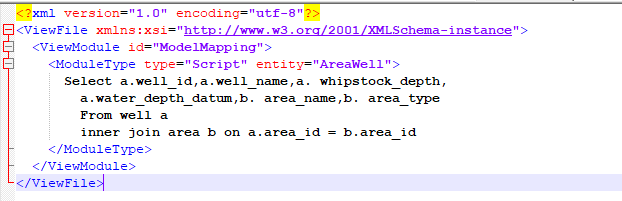 <?xml version="1.0" encoding="utf-8"?>
<ViewFile xmlns:xsi="http://www.w3.org/2001/XMLSchema-instance">
<ViewModule id="ModelMapping">
<ModuleType type="Script" entity="AreaWell">
Select a.well_id,a.well_name,a. whipstock_depth,
a.water_depth_datum,b. area_name,b. area_type
From well a
inner join area b on a.area_id = b.area_id
</ModuleType>
</ViewModule>
</ViewFile>